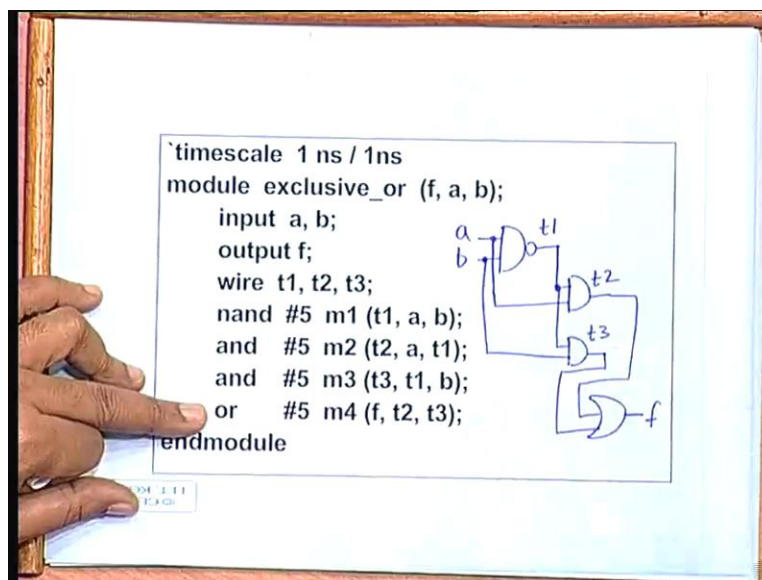 `timescale 1 ns / 1ns
module exclusive_or (f, a, b);
input a, b;
output f;
wire t1, t2, t3;
nand #5 m1 (t1, a, b);
and #5 m2 (t2, a, t1);
and #5 m3 (t3, t1, b);
or #5 m4 (f, t2, t3);
endmodule
a
b
t1
t2
t3
f